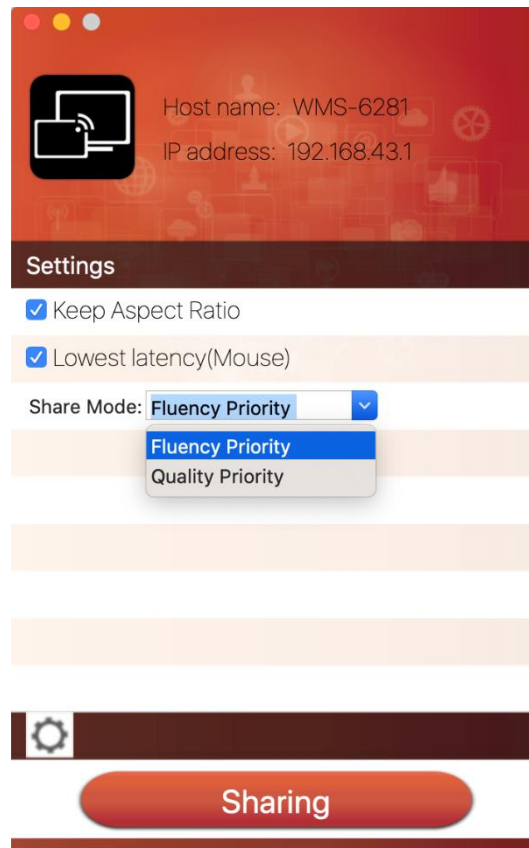 Host name: WMS-6281
IP address: 192.168.43.1
Settings
Keep Aspect Ratio
Lowest latency(Mouse)
Share Mode: Fluency Priority
Fluency Priority
Quality Priority
Sharing